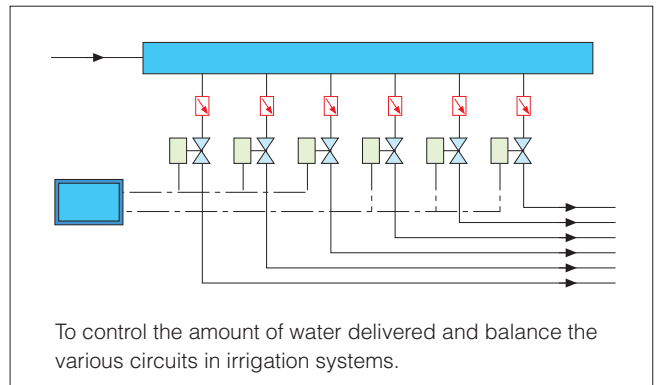 To control the amount of water delivered and balance the
various circuits in irrigation systems.